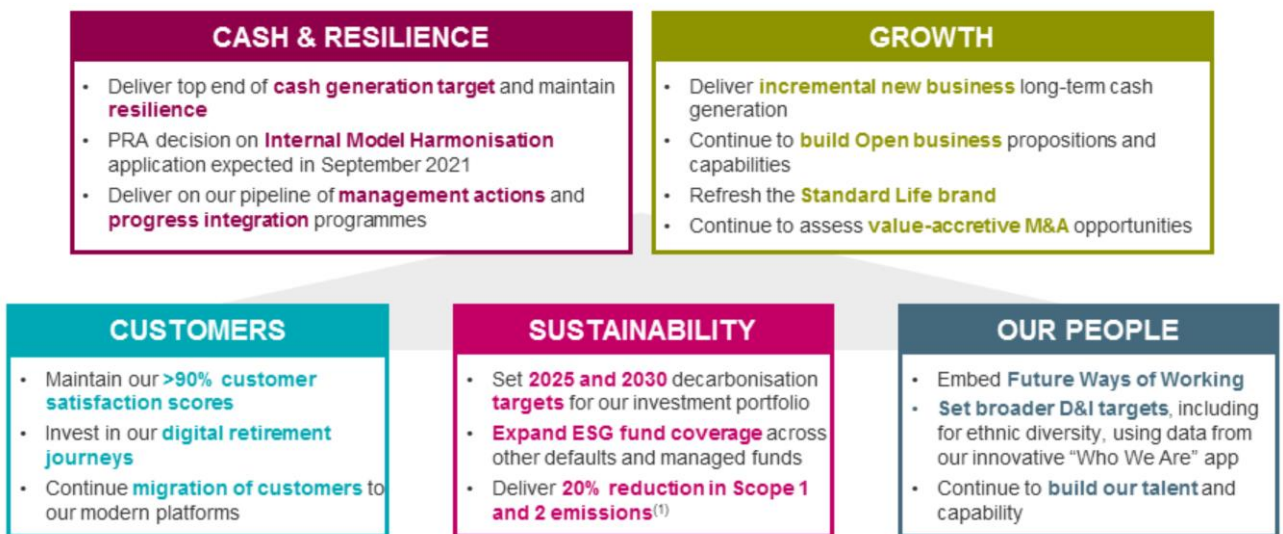 CASH & RESILIENCE
• Deliver top end of cash generation target and maintain
resilience
• PRA decision on Internal Model Harmonisation
application expected in September 2021
• Deliver on our pipeline of management actions and
progress integration programmes
GROWTH
• Deliver incremental new business long-term cash
generation
• Continue to build Open business propositions and
capabilities
• Refresh the Standard Life brand
• Continue to assess value-accretive M&A opportunities
CUSTOMERS
• Maintain our >90% customer
satisfaction scores
• Invest in our digital retirement
journeys
• Continue migration of customers to
our modern platforms
SUSTAINABILITY
• Set 2025 and 2030 decarbonisation
targets for our investment portfolio
• Expand ESG fund coverage across
other defaults and managed funds
• Deliver 20% reduction in Scope 1
and 2 emissions(1)
OUR PEOPLE
• Embed Future Ways of Working
• Set broader D&I targets, including
for ethnic diversity, using data from
our innovative “Who We Are” app
• Continue to build our talent and
capability